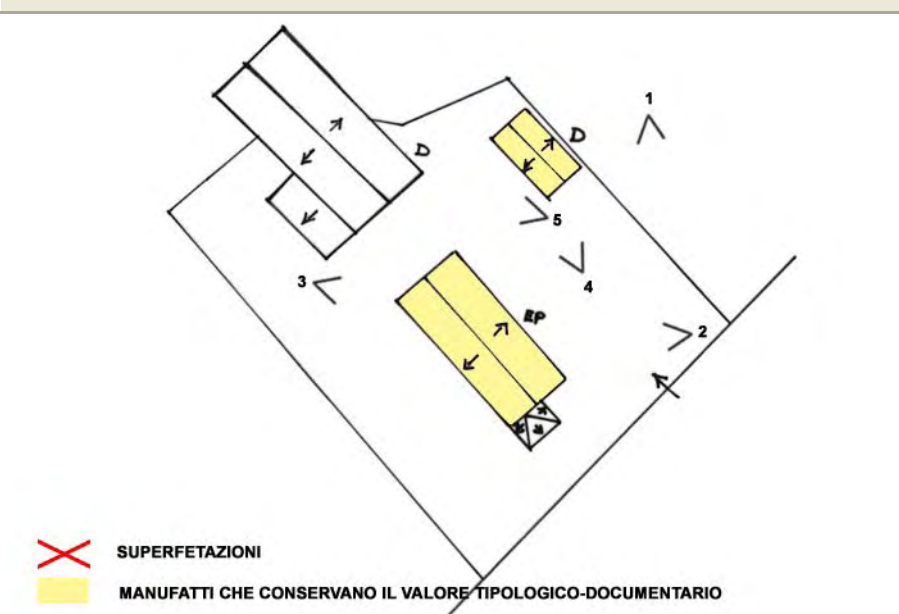 1
D
D
5
4
3
EP
2
SUPERFETAZIONI
MANUFATTI CHE CONSERVANO IL VALORE TIPOLOGICO-DOCUMENTARIO